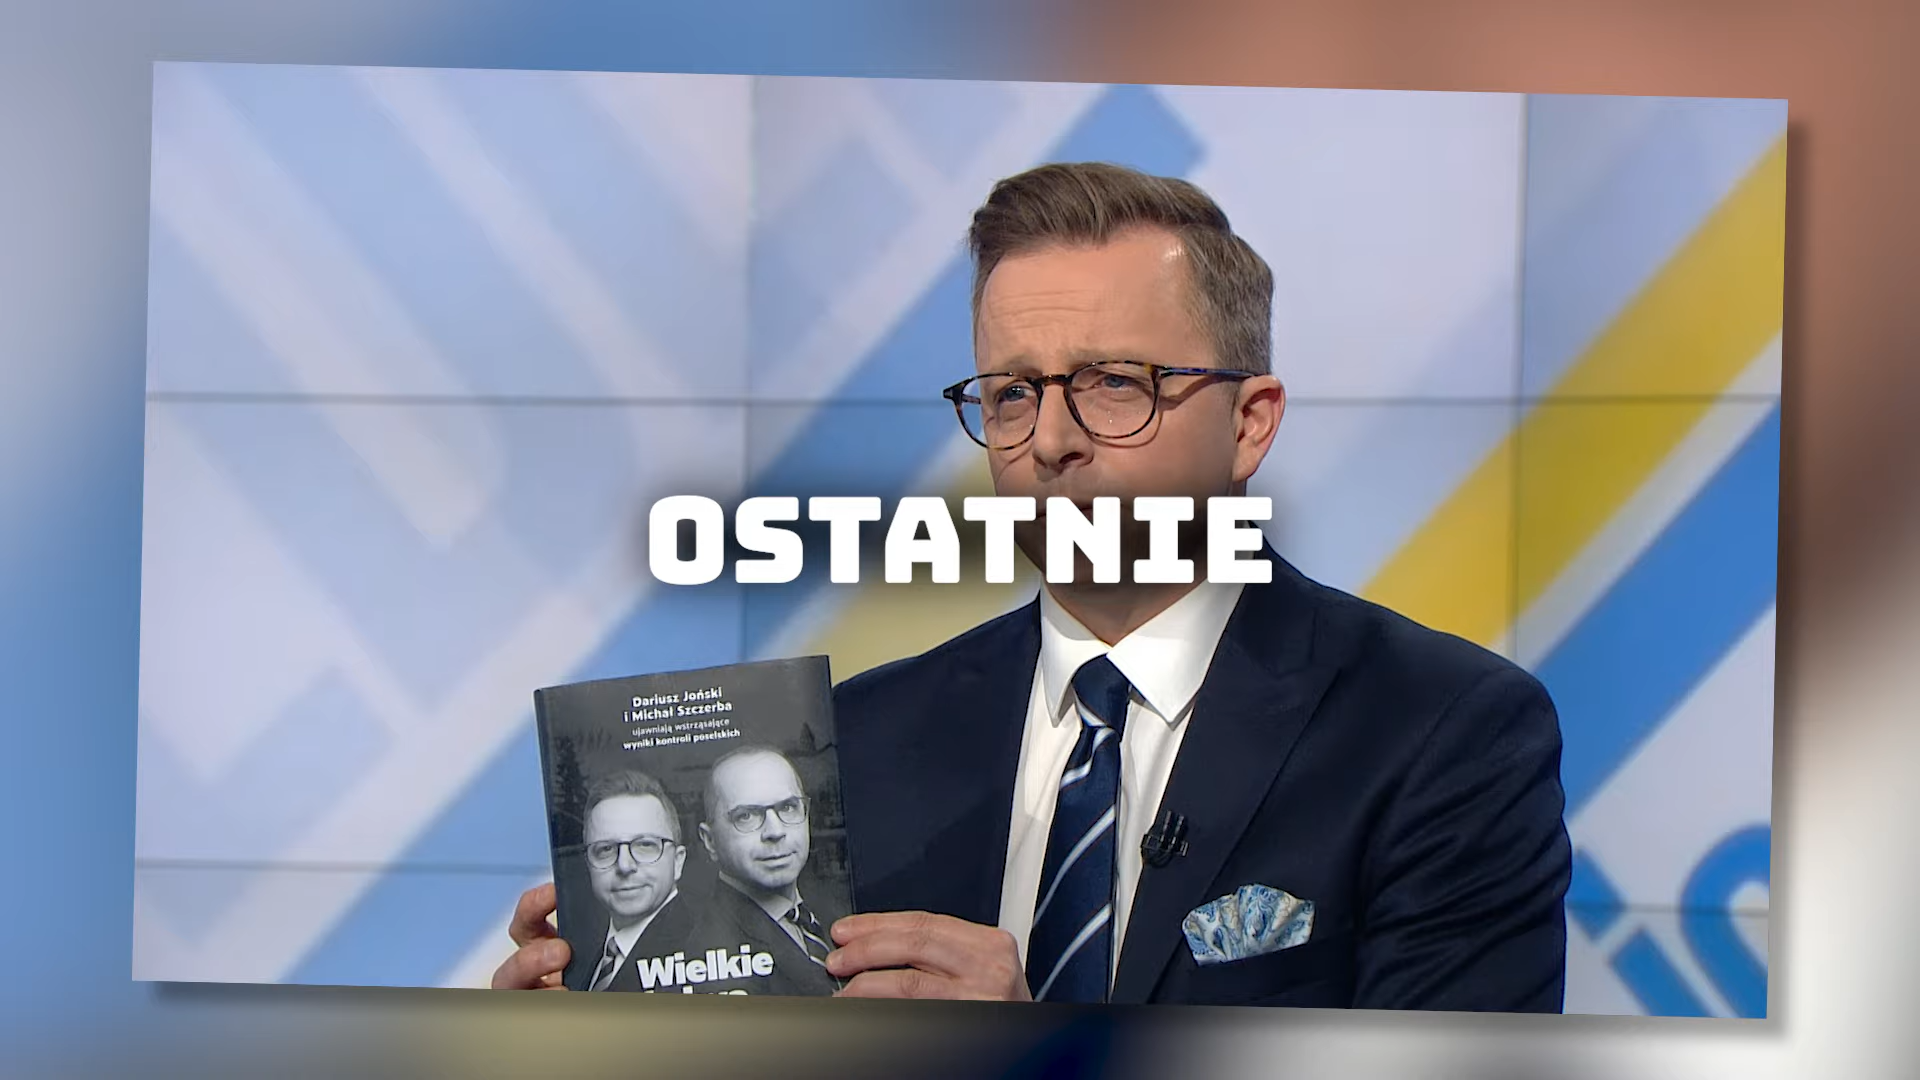 OSTATNIE
Dariusz Joński
i Michał Szczerba
ujawniają wstrząsające
wyniki kontroli poselskich
Wielkie